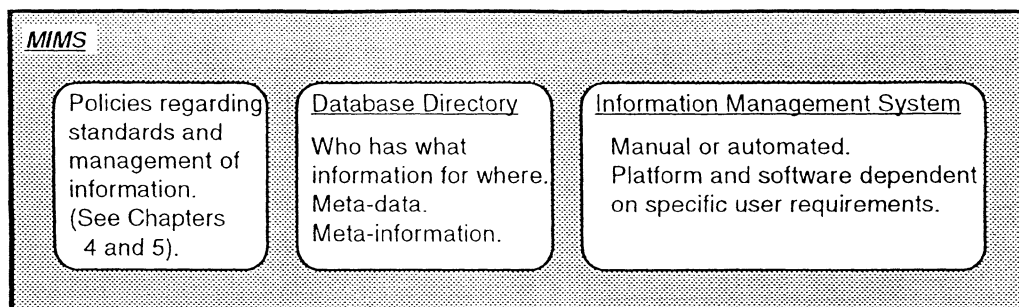 MIMS
Policies regarding
standards and
management of
information.
(See Chapters
4 and 5).
Database Directory
Who has what
information for where.
Meta-data.
Meta-information.
Information Management System
Manual or automated.
Platform and software dependent
on specific user requirements.